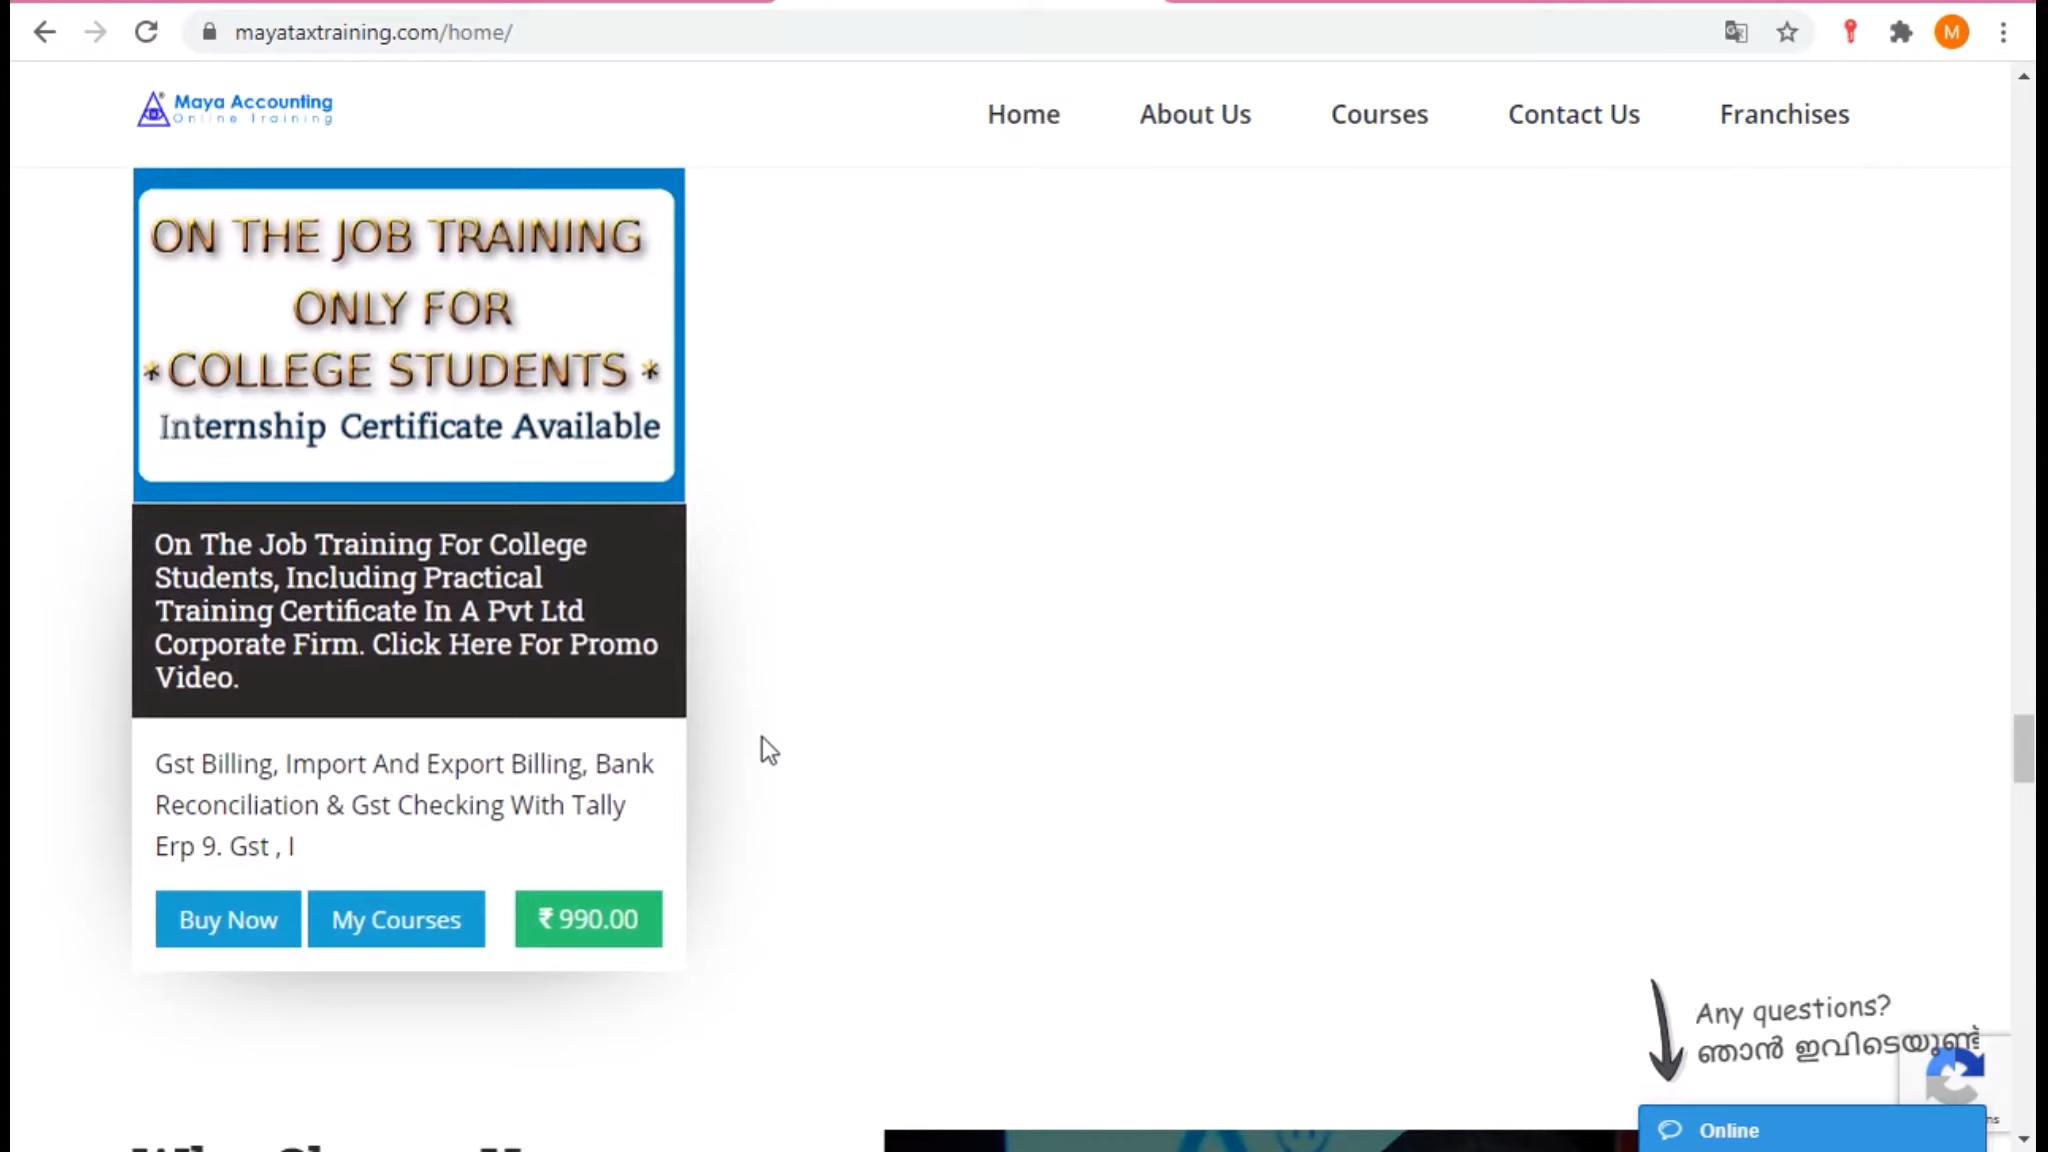 mayataxtraining.com/home/
M
Maya Accounting
Online Training
Home About Us Courses Contact Us Franchises
ON THE JOB TRAINING
ONLY FOR
*COLLEGE STUDENTS *
Internship Certificate Available
On The Job Training For College
Students, Including Practical
Training Certificate In A Pvt Ltd
Corporate Firm. Click Here For Promo
Video.
Gst Billing, Import And Export Billing, Bank
Reconciliation & Gst Checking With Tally
Erp 9. Gst , I
Buy Now My Courses ₹ 990.00
Any questions?
ഞാൻ ഇവിടെയുണ്ട്
Online